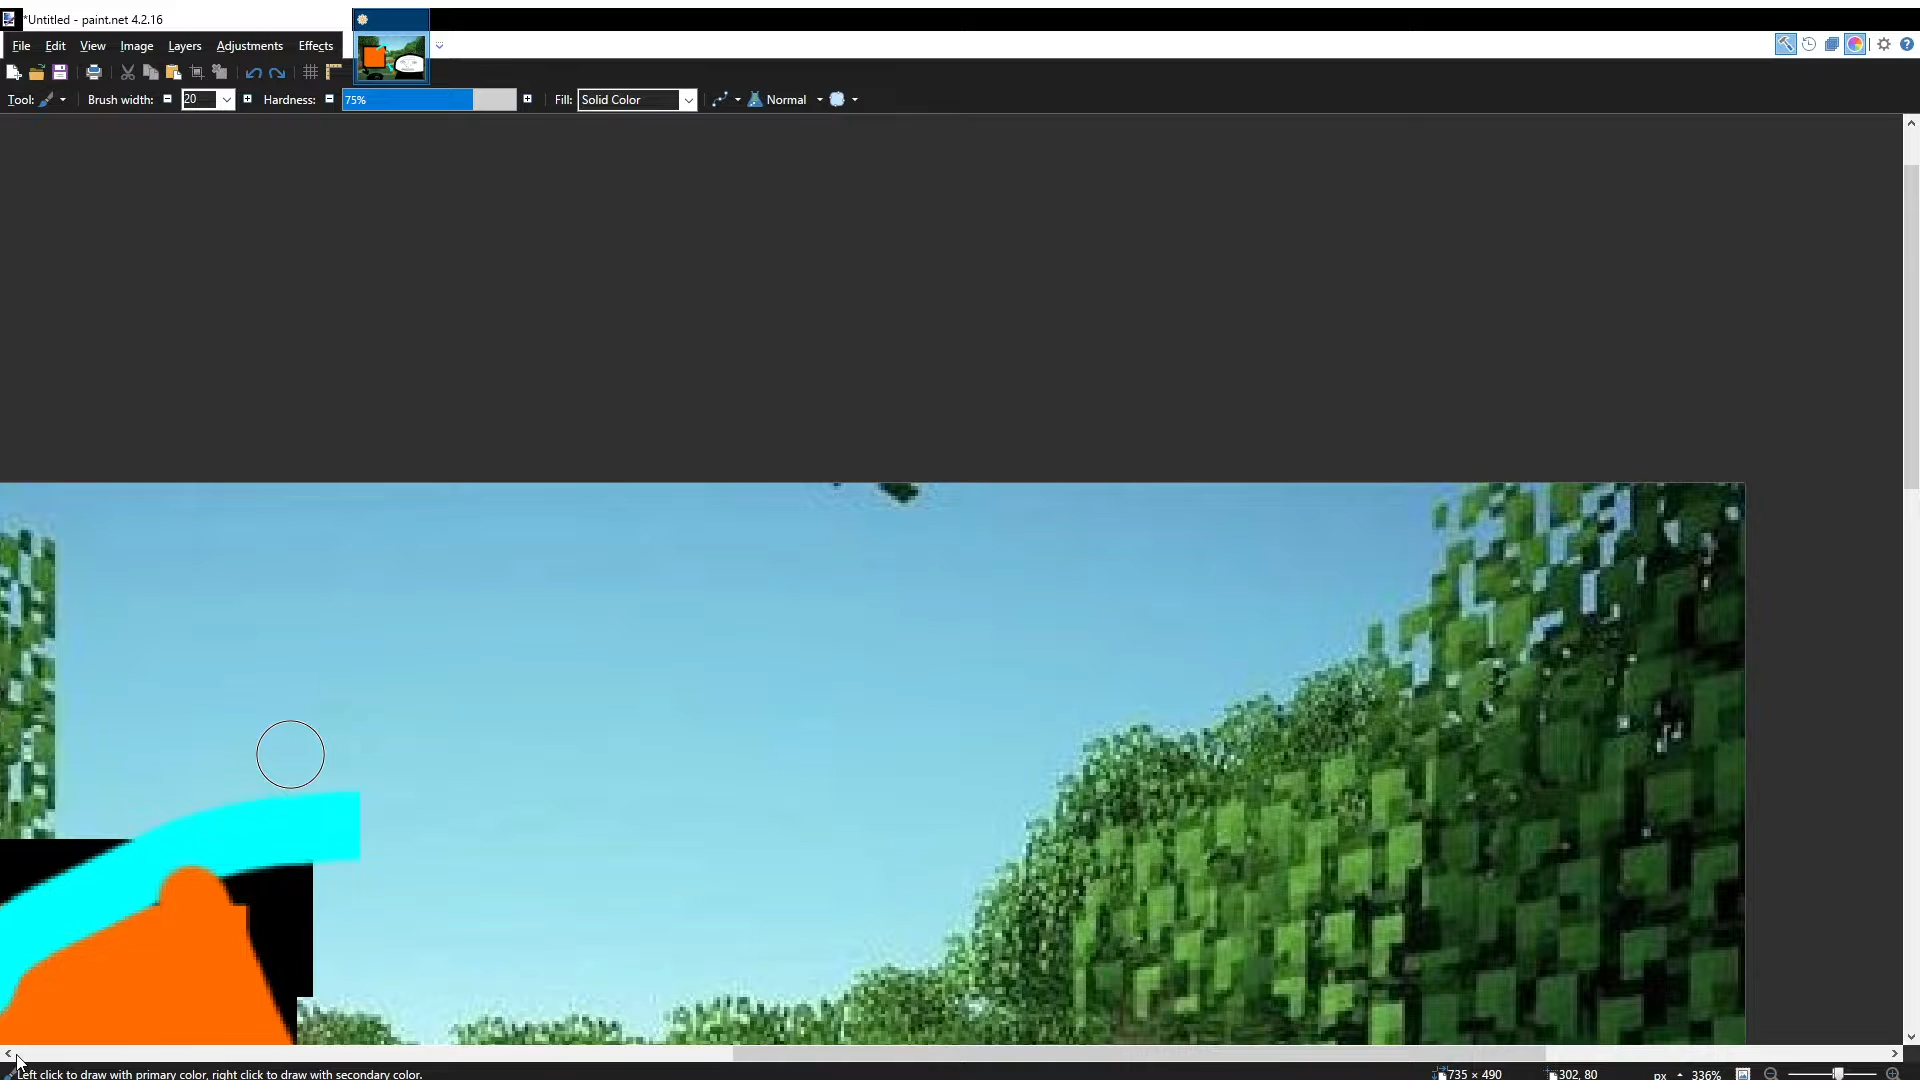 *Untitled - paint.net 4.2.16
File Edit View Image Layers Adjustments Effects
Tool: Brush width: 20 Hardness: 75% Fill: Solid Color Normal
Left click to draw with primary color, right click to draw with secondary color. 735 × 490 302, 80 px 336%